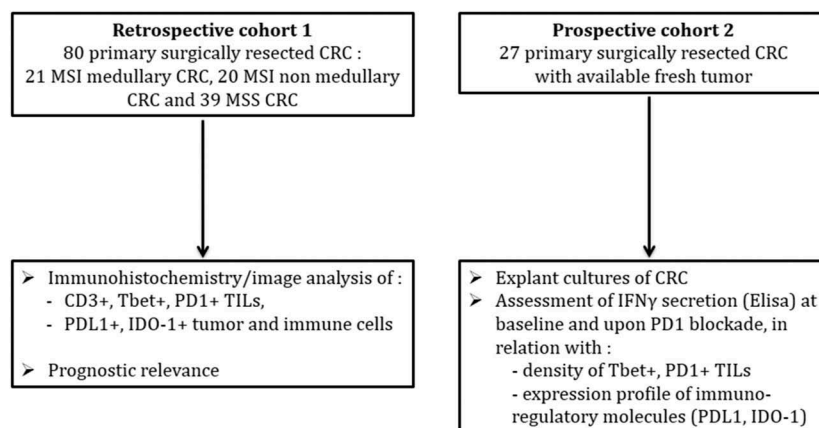 Retrospective cohort 1
80 primary surgically resected CRC :
21 MSI medullary CRC, 20 MSI non medullary
CRC and 39 MSS CRC
Prospective cohort 2
27 primary surgically resected CRC
with available fresh tumor
➢ Immunohistochemistry/image analysis of :
- CD3+, Tbet+, PD1+ TILs,
- PDL1+, IDO-1+ tumor and immune cells
➢ Prognostic relevance
➢ Explant cultures of CRC
➢ Assessment of IFNγ secretion (Elisa) at
baseline and upon PD1 blockade, in
relation with :
- density of Tbet+, PD1+ TILs
- expression profile of immuno-
regulatory molecules (PDL1, IDO-1)